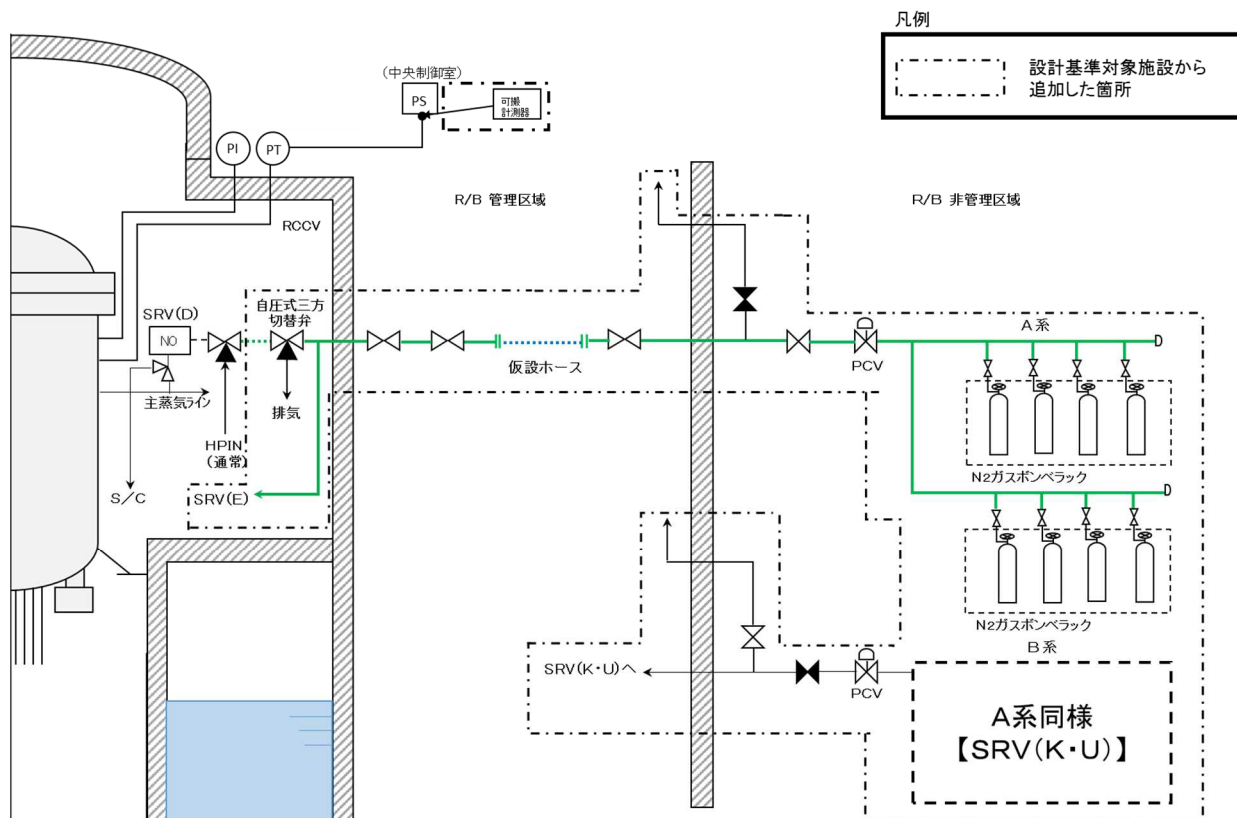 凡例
設計基準対象施設から
追加した箇所
(中央制御室)
PS
可搬
計測器
PI
PT
R/B 管理区域
R/B 非管理区域
RCCV
SRV(D)
自圧式三方
切替弁
NO
A系
仮設ホース
PCV
主蒸気ライン
排気
HPIN
(通常)
S/C
SRV(E)
N2ガスボンベラック
N2ガスボンベラック
B系
SRV(K・U)へ
PCV
A系同様
【SRV(K・U)】